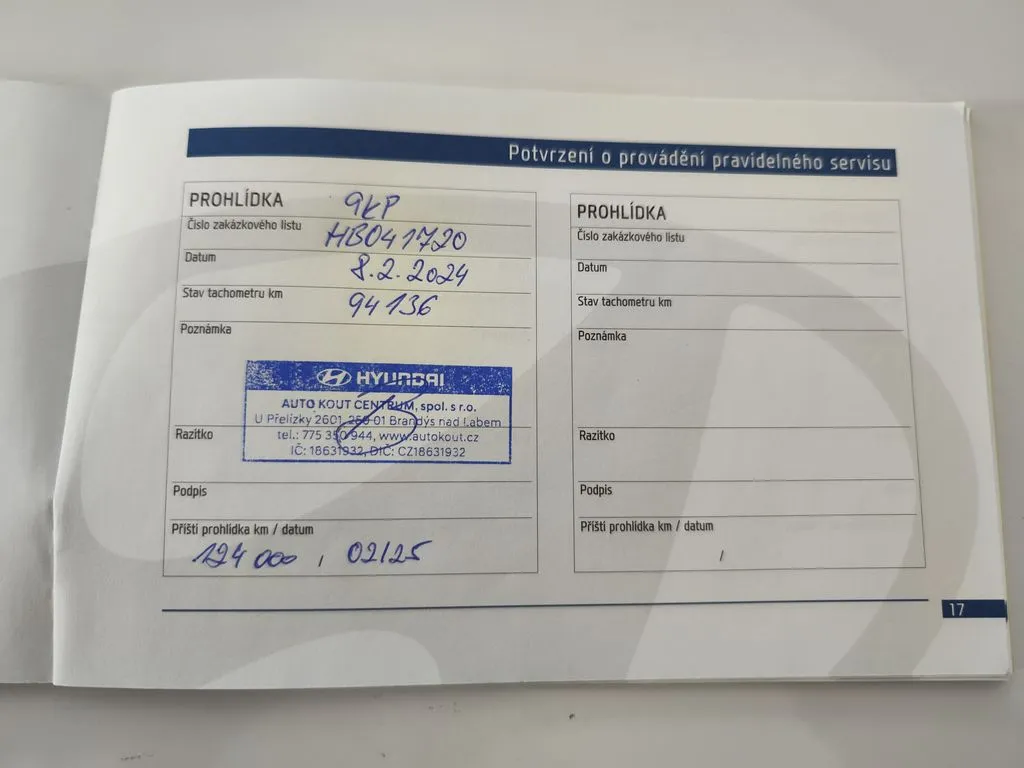 Potvrzení o provádění pravidelného servisu
PROHLÍDKA 9KP
Číslo zakázkového listu HB041720
Datum 8.2.2024
Stav tachometru km 94136
Poznámka
HYUNDAI
AUTO KOUT CENTRUM, spol. s r.o.
U Přelízky 2601, 250 01 Brandýs nad Labem
tel.: 775 350 944, www.autokout.cz
IČ: 18631932, DIČ: CZ18631932
Razítko
Podpis
Příští prohlídka km / datum
124 000 , 02/25
PROHLÍDKA
Číslo zakázkového listu
Datum
Stav tachometru km
Poznámka
Razítko
Podpis
Příští prohlídka km / datum
/
17